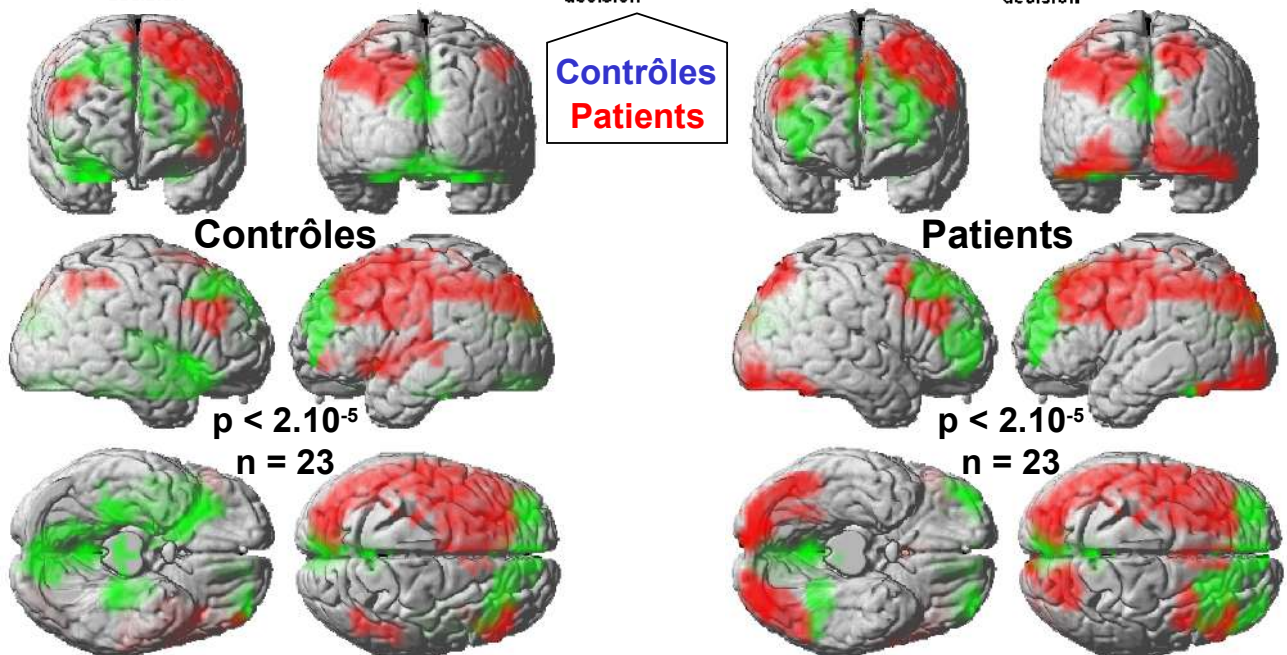 Contrôles
Patients
Contrôles
Patients
p < 2.10⁻⁵
n = 23
p < 2.10⁻⁵
n = 23